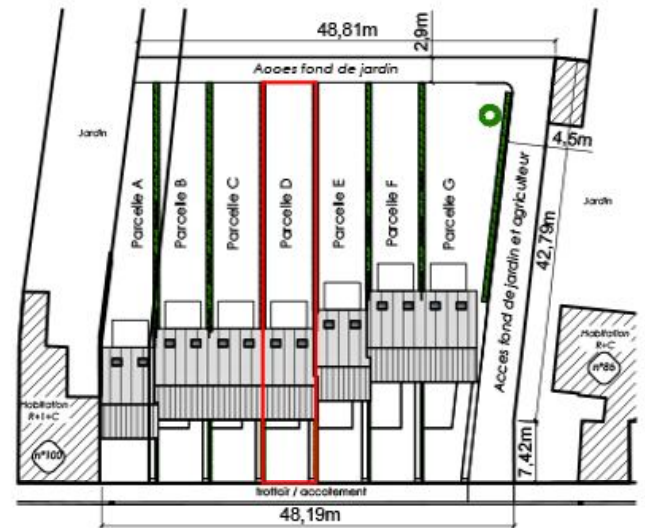 48,81m
2,9m
Acces fond de jardin
Jardin
4,5m
Parcelle A
Parcelle B
Parcelle C
Parcelle D
Parcelle E
Parcelle F
Parcelle G
Acces fond de jardin et agriculteur
42,79m
Jardin
Habitation
R+C
n°86
Habitation
R+1+C
n°100
7,42m
trottoir / accotement
48,19m